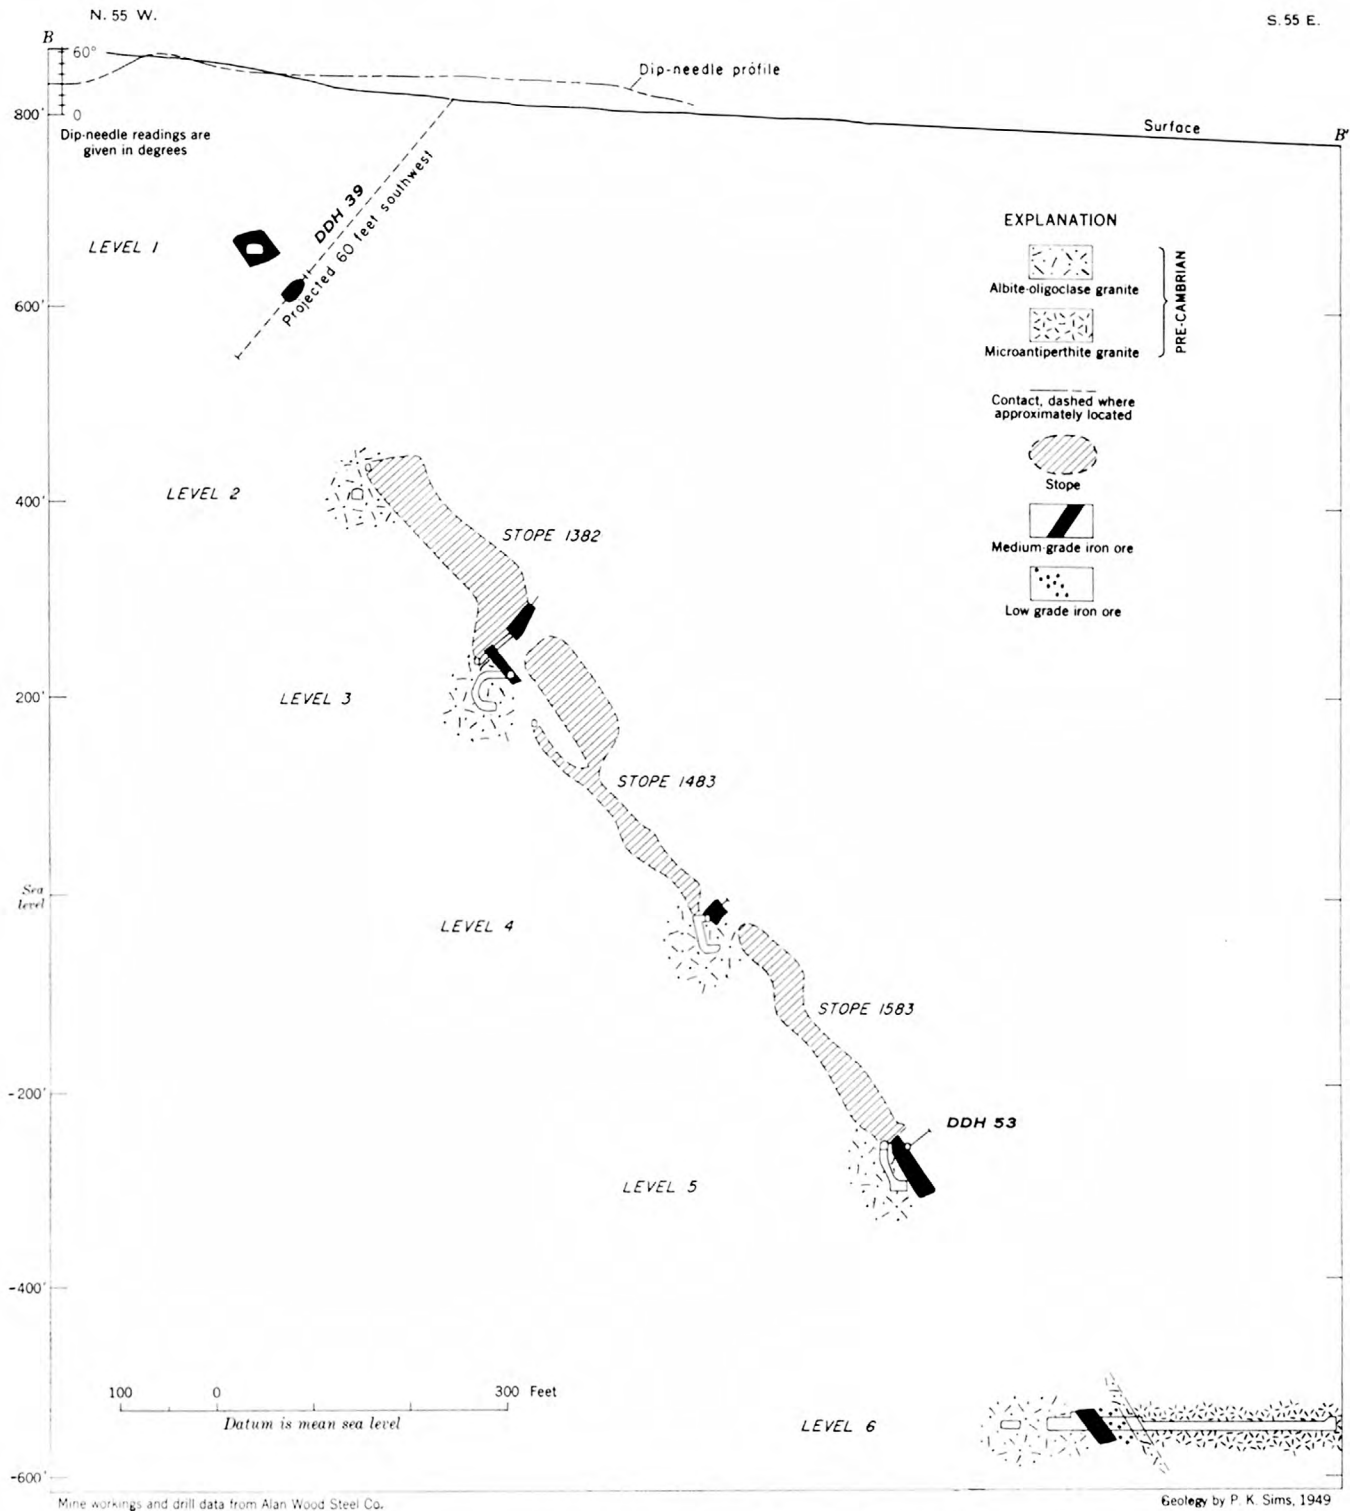 N. 55 W.
S. 55 E.
B
60°
Dip-needle profile
800'
0
Surface
B'
Dip-needle readings are
given in degrees
DDH 39
Projected 60 feet southwest
LEVEL 1
600'
EXPLANATION
Albite-oligoclase granite
Microantiperthite granite
PRE-CAMBRIAN
Contact, dashed where
approximately located
Stope
Medium-grade iron ore
Low grade iron ore
LEVEL 2
400'
STOPE 1382
LEVEL 3
200'
STOPE 1483
Sea
level
LEVEL 4
STOPE 1583
-200'
DDH 53
LEVEL 5
-400'
100 0 300 Feet
Datum is mean sea level
LEVEL 6
-600'
Mine workings and drill data from Alan Wood Steel Co.
Geology by P. K. Sims, 1949